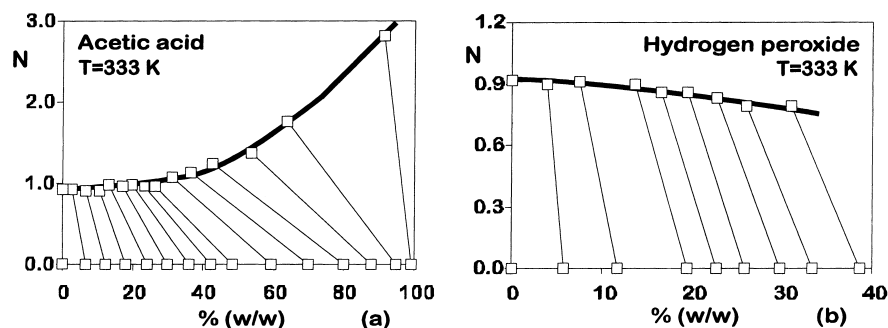 3.0
N
Acetic acid
T=333 K
2.0
1.0
0.0
0 20 40 60 80 100
% (w/w) (a)
1.2
N
Hydrogen peroxide
T=333 K
0.9
0.6
0.3
0.0
0 10 20 30 40
% (w/w) (b)